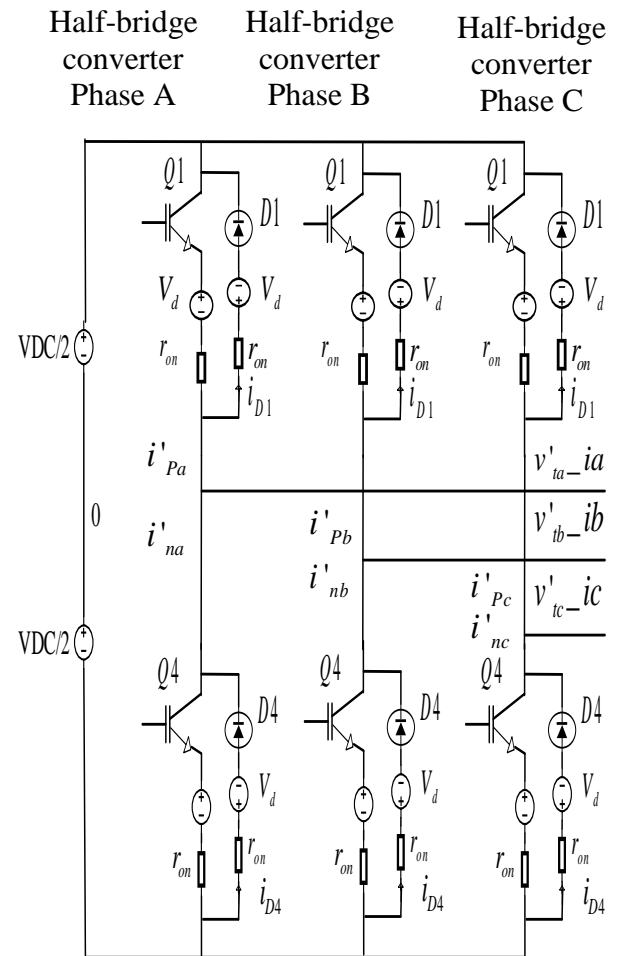 Half-bridge converter Phase A
Half-bridge converter Phase B
Half-bridge converter Phase C
Q1 D1 Q1 D1 Q1 D1
V_d V_d V_d
r_on r_on r_on r_on r_on r_on
VDC/2
i_D1 i_D1 i_D1
i'_Pa v'_ta_ia
0 i'_na i'_Pb v'_tb_ib
i'_nb i'_Pc v'_tc_ic
VDC/2 i'_nc
Q4 D4 Q4 D4 Q4 D4
V_d V_d V_d
r_on r_on r_on r_on r_on r_on
i_D4 i_D4 i_D4